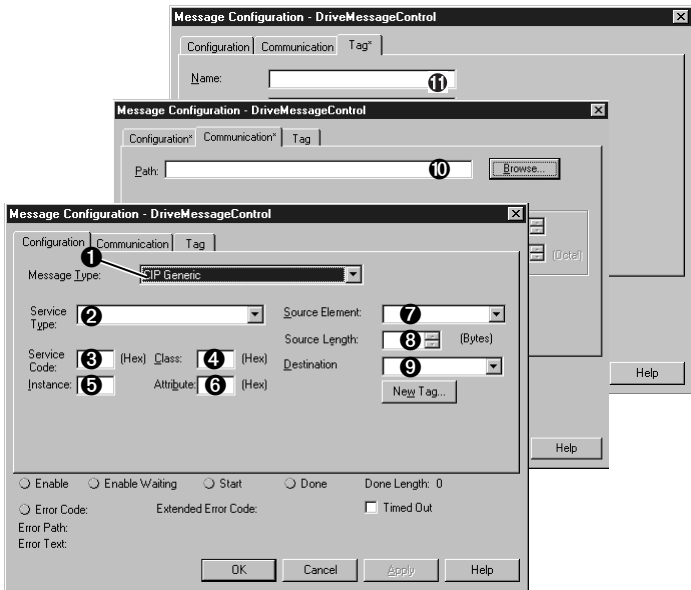 Message Configuration - DriveMessageControl
Configuration Communication Tag*
Name: 11
Message Configuration - DriveMessageControl
Configuration* Communication* Tag
Path: 10 Browse...
(Octal)
Help
Help
Message Configuration - DriveMessageControl
Configuration Communication Tag
1
Message Type: CIP Generic
Service Type: 2
Source Element: 7
Source Length: 8 (Bytes)
Service Code: 3 (Hex) Class: 4 (Hex)
Destination 9
Instance: 5 Attribute: 6 (Hex)
New Tag...
Enable Enable Waiting Start Done Done Length: 0
Error Code: Extended Error Code: Timed Out
Error Path:
Error Text:
OK Cancel Apply Help